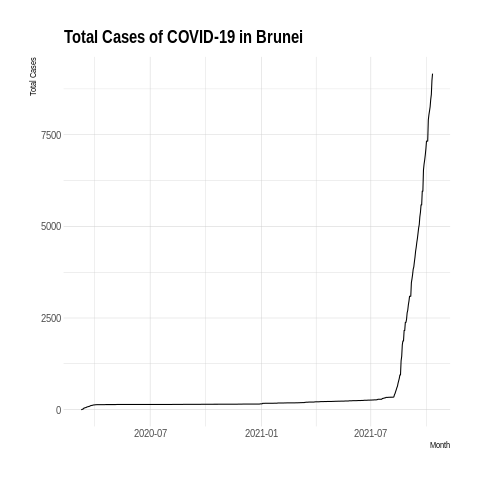 Total Cases of COVID-19 in Brunei
Total Cases
7500
5000
2500
0
2020-07 2021-01 2021-07
Month